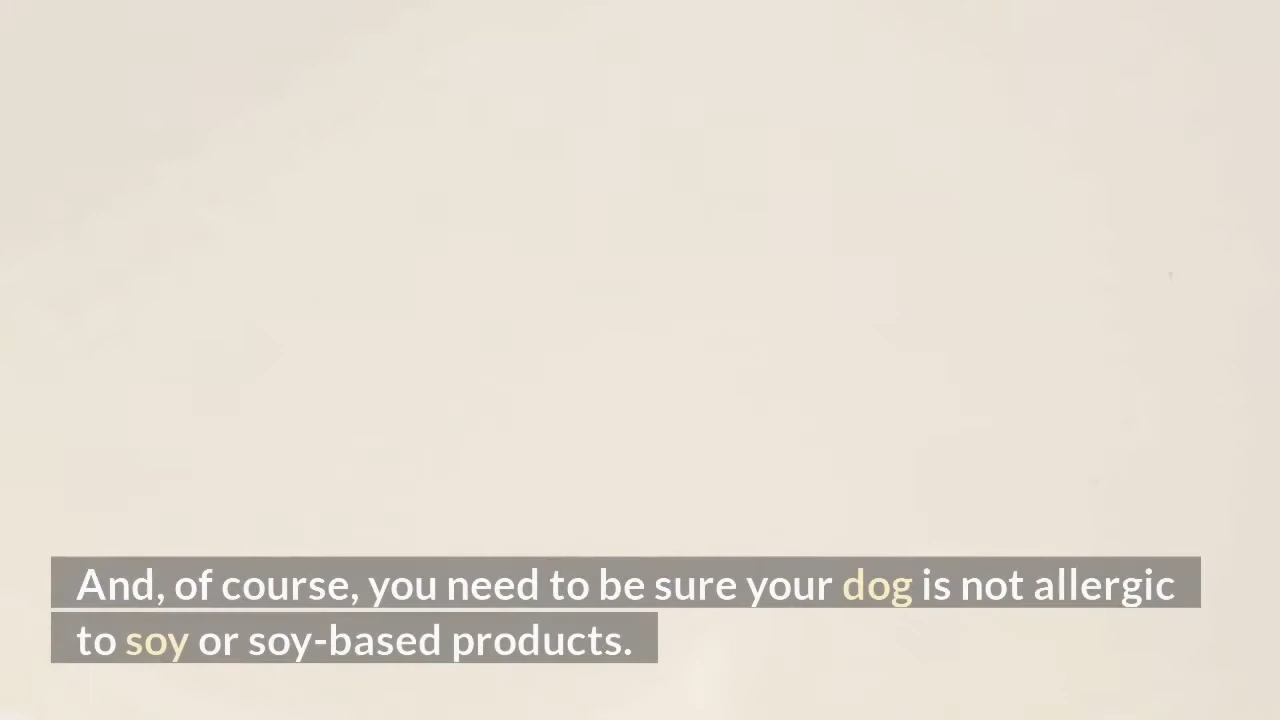 And, of course, you need to be sure your dog is not allergic
to soy or soy-based products.